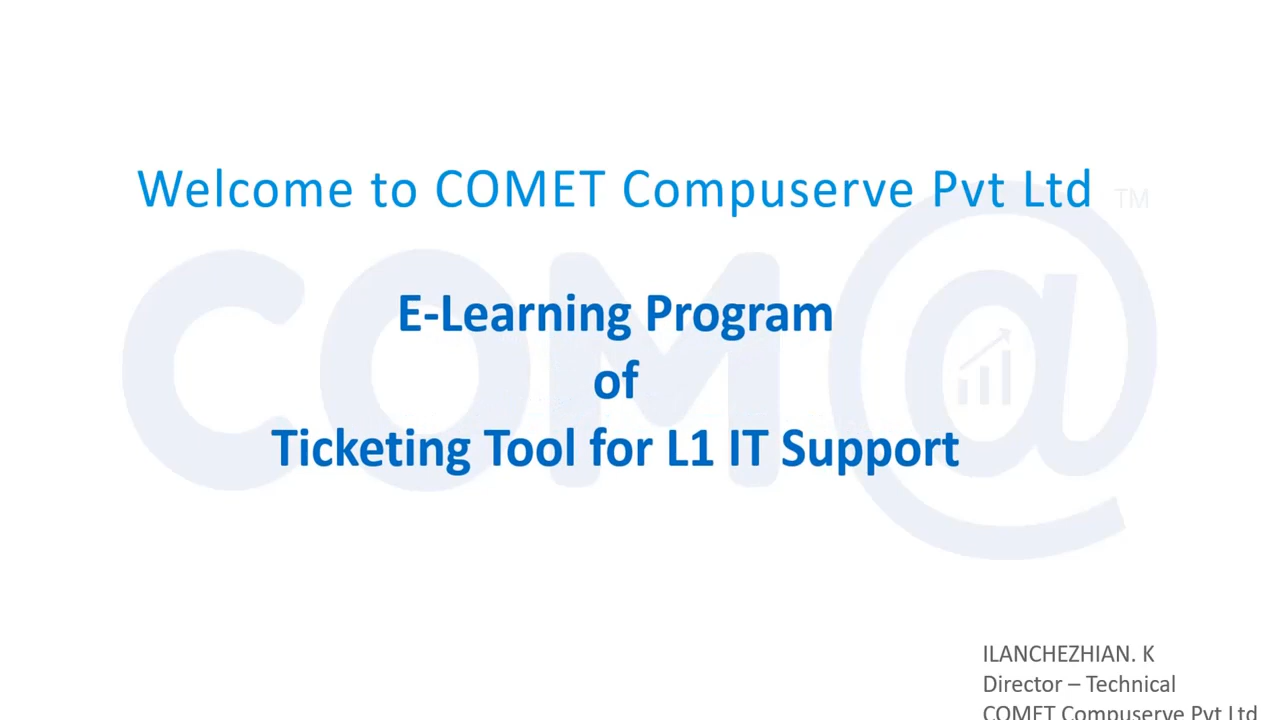 Welcome to COMET Compuserve Pvt Ltd
TM
COM@
E-Learning Program
of
Ticketing Tool for L1 IT Support
ILANCHEZHIAN. K
Director – Technical
COMET Compuserve Pvt Ltd